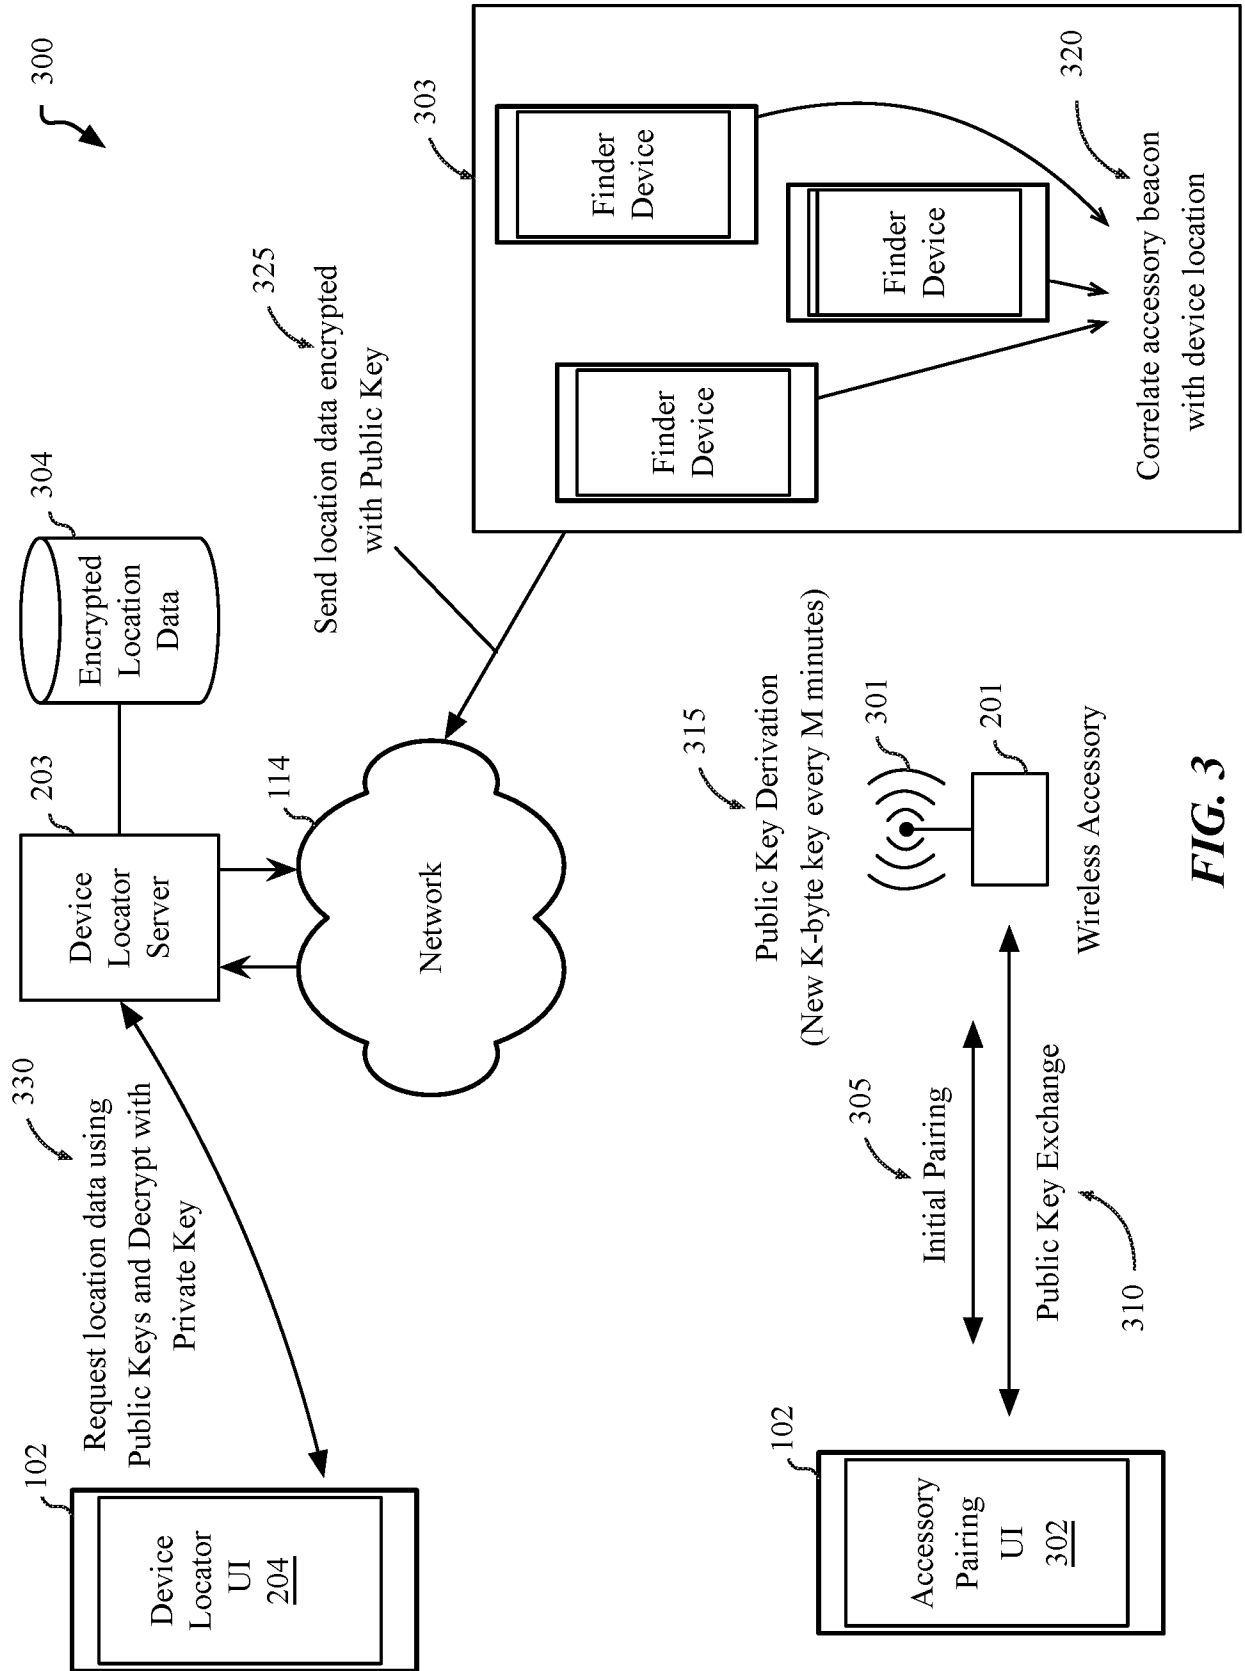 300
330
Request location data using
Public Keys and Decrypt with
Private Key
102
Device
Locator
UI
204
203
Device
Locator
Server
304
Encrypted
Location
Data
114
Network
325
Send location data encrypted
with Public Key
303
Finder
Device
Finder
Device
Finder
Device
320
Correlate accessory beacon
with device location
102
Accessory
Pairing
UI
302
305
Initial Pairing
Public Key Exchange
310
315
Public Key Derivation
(New K-byte key every M minutes)
301
201
Wireless Accessory
FIG. 3